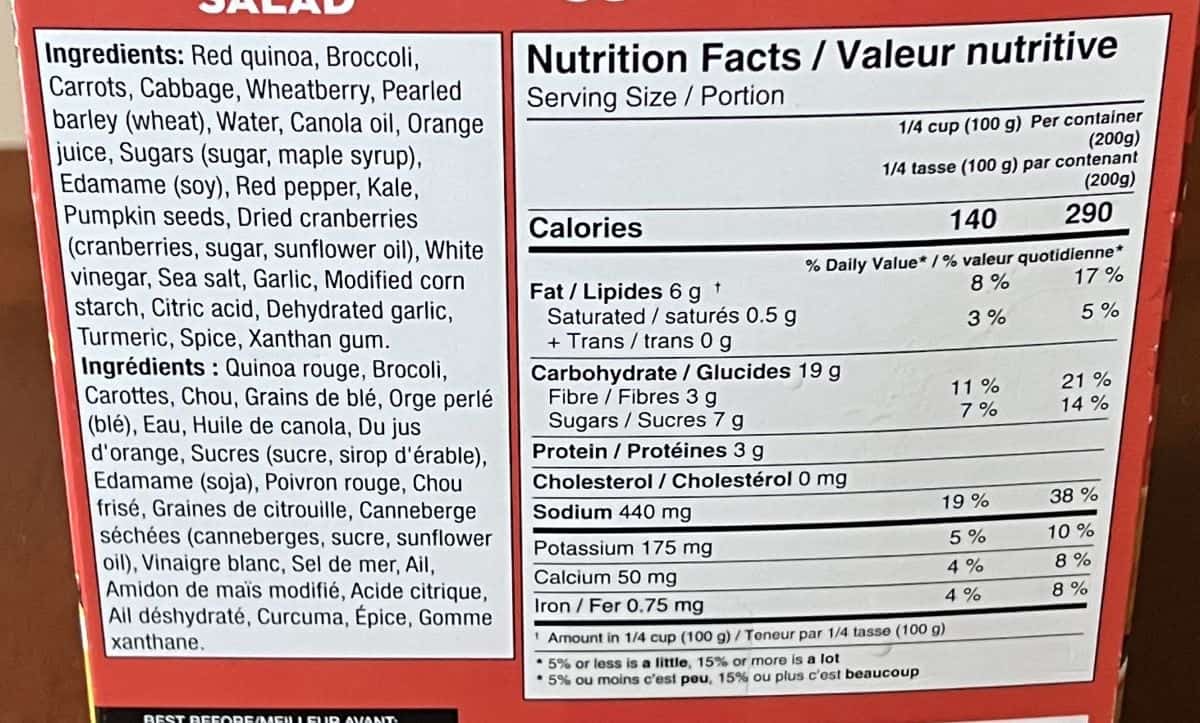 SALAD
Ingredients: Red quinoa, Broccoli,
Carrots, Cabbage, Wheatberry, Pearled
barley (wheat), Water, Canola oil, Orange
juice, Sugars (sugar, maple syrup),
Edamame (soy), Red pepper, Kale,
Pumpkin seeds, Dried cranberries
(cranberries, sugar, sunflower oil), White
vinegar, Sea salt, Garlic, Modified corn
starch, Citric acid, Dehydrated garlic,
Turmeric, Spice, Xanthan gum.
Ingrédients : Quinoa rouge, Brocoli,
Carottes, Chou, Grains de blé, Orge perlé
(blé), Eau, Huile de canola, Du jus
d'orange, Sucres (sucre, sirop d'érable),
Edamame (soja), Poivron rouge, Chou
frisé, Graines de citrouille, Canneberge
séchées (canneberges, sucre, sunflower
oil), Vinaigre blanc, Sel de mer, Ail,
Amidon de maïs modifié, Acide citrique,
Ail déshydraté, Curcuma, Épice, Gomme
xanthane.
Nutrition Facts / Valeur nutritive
Serving Size / Portion
1/4 cup (100 g) Per container
(200g)
1/4 tasse (100 g) par contenant
(200g)
Calories 140 290
% Daily Value* / % valeur quotidienne*
Fat / Lipides 6 g † 8 % 17 %
Saturated / saturés 0.5 g 3 % 5 %
+ Trans / trans 0 g
Carbohydrate / Glucides 19 g
Fibre / Fibres 3 g 11 % 21 %
Sugars / Sucres 7 g 7 % 14 %
Protein / Protéines 3 g
Cholesterol / Cholestérol 0 mg
Sodium 440 mg 19 % 38 %
Potassium 175 mg 5 % 10 %
Calcium 50 mg 4 % 8 %
Iron / Fer 0.75 mg 4 % 8 %
† Amount in 1/4 cup (100 g) / Teneur par 1/4 tasse (100 g)
* 5% or less is a little, 15% or more is a lot
* 5% ou moins c'est peu, 15% ou plus c'est beaucoup
BEST BEFORE/MEILLEUR AVANT: